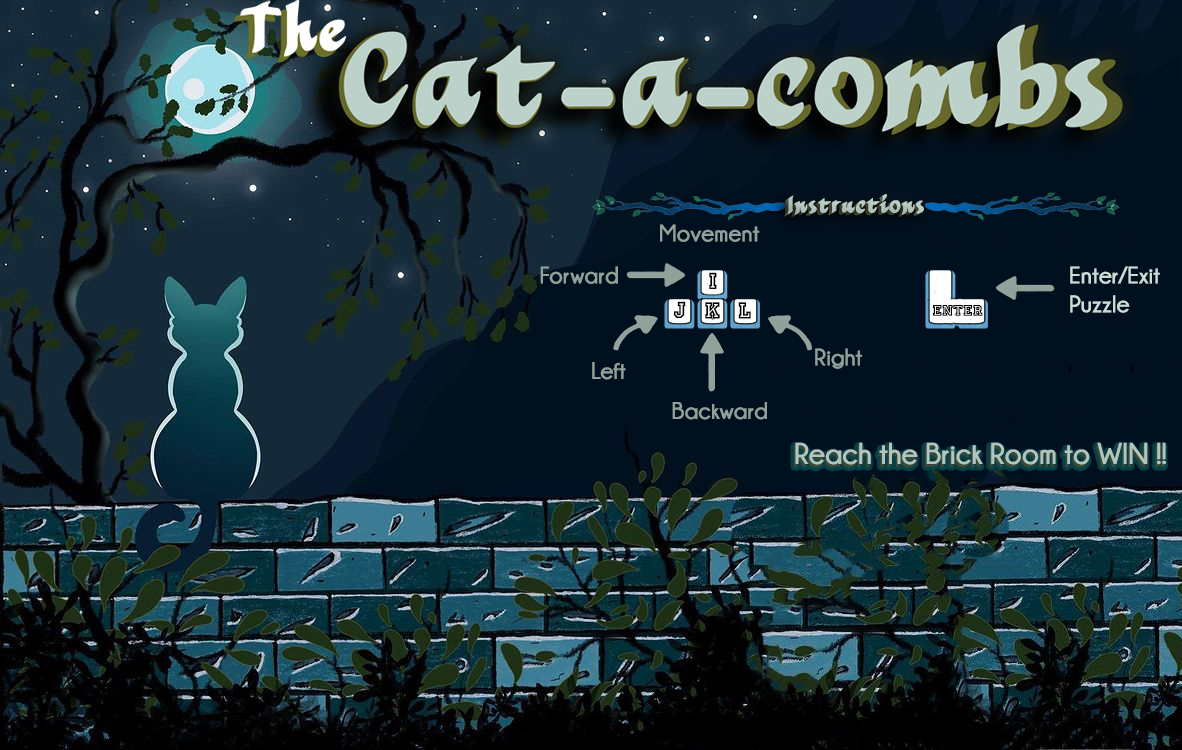 The
Cat-a-combs
Instructions
Movement
Forward
I
J K L
ENTER
Enter/Exit
Puzzle
Left
Right
Backward
Reach the Brick Room to WIN !!